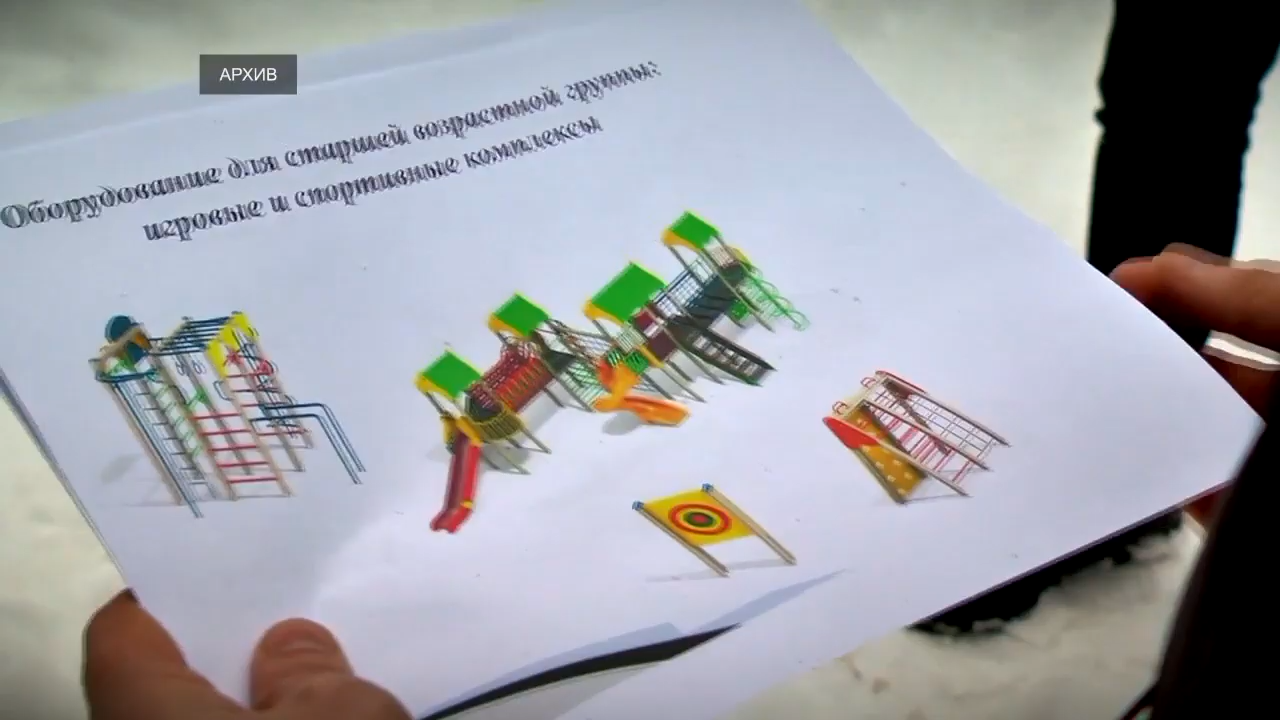 АРХИВ
Оборудование для старшей возрастной группы:
игровые и спортивные комплексы